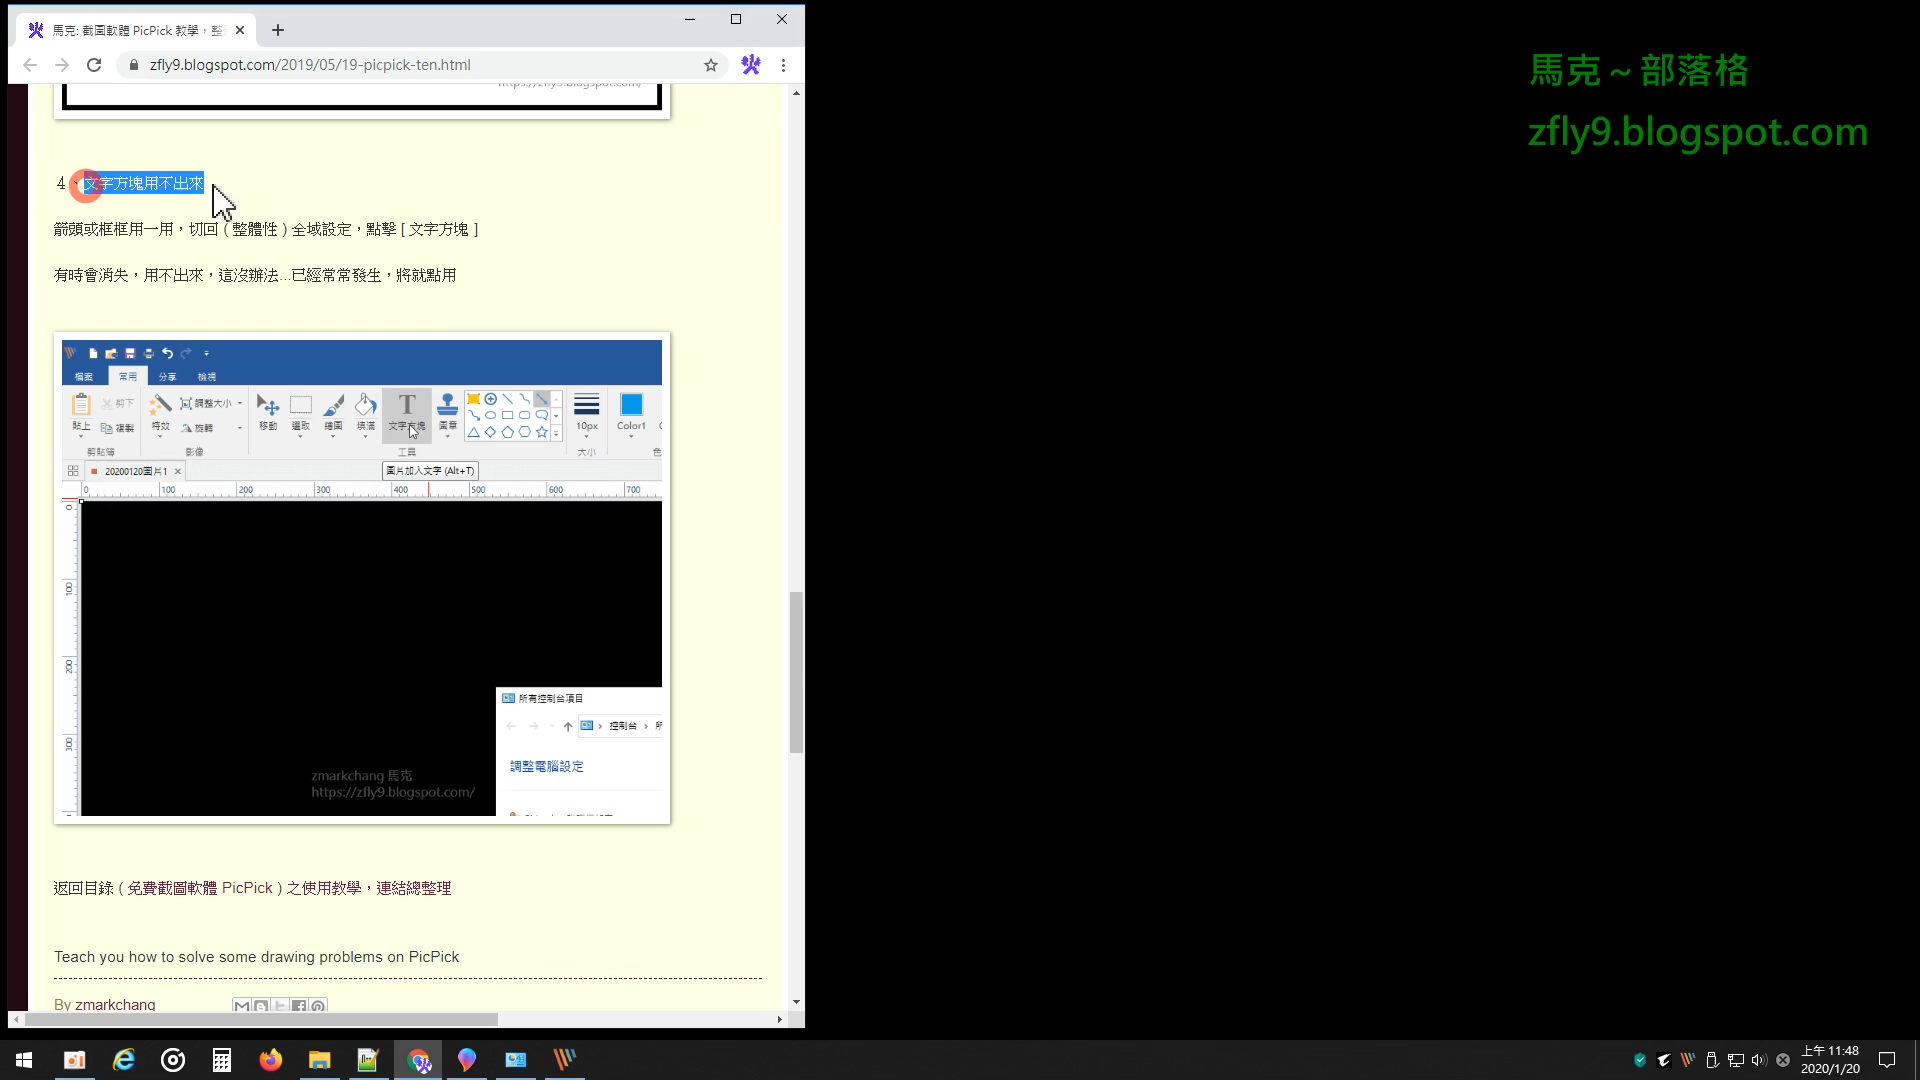 馬克: 截圖軟體 PicPick 教學，整
zfly9.blogspot.com/2019/05/19-picpick-ten.html
馬克～部落格
zfly9.blogspot.com
https://zfly9.blogspot.com/
4、文字方塊用不出來
箭頭或框框用一用，切回 ( 整體性 ) 全域設定，點擊 [ 文字方塊 ]
有時會消失，用不出來，這沒辦法...已經常常發生，將就點用
檔案 常用 分享 檢視
貼上 剪下 複製 特效 調整大小 旋轉 移動 選取 繪圖 填滿 T 文字方塊 圖章 10px Color1
剪貼簿 影像 工具 大小 色
20200120圖片1
圖片加入文字 (Alt+T)
0 100 200 300 400 500 600 700
0
100
200
300
所有控制台項目
控制台
調整電腦設定
zmarkchang 馬克
https://zfly9.blogspot.com/
返回目錄 ( 免費截圖軟體 PicPick ) 之使用教學，連結總整理
Teach you how to solve some drawing problems on PicPick
By zmarkchang
上午 11:48
2020/1/20